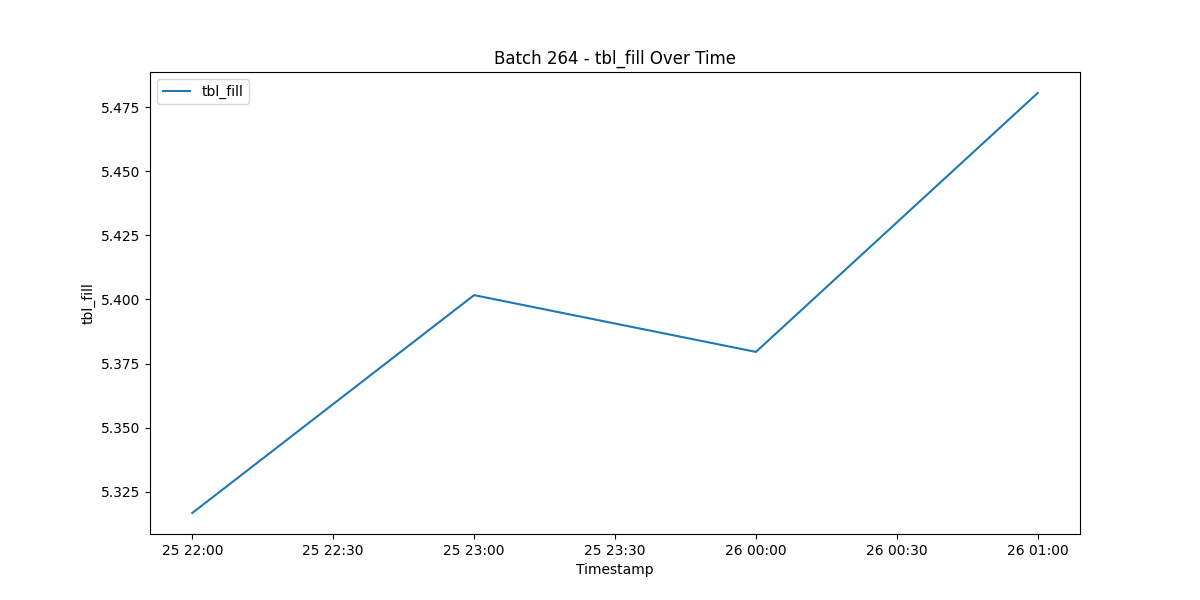 Batch 264 - tbl_fill Over Time
tbl_fill
5.475
5.450
5.425
5.400
5.375
5.350
5.325
tbl_fill
25 22:00 25 22:30 25 23:00 25 23:30 26 00:00 26 00:30 26 01:00
Timestamp